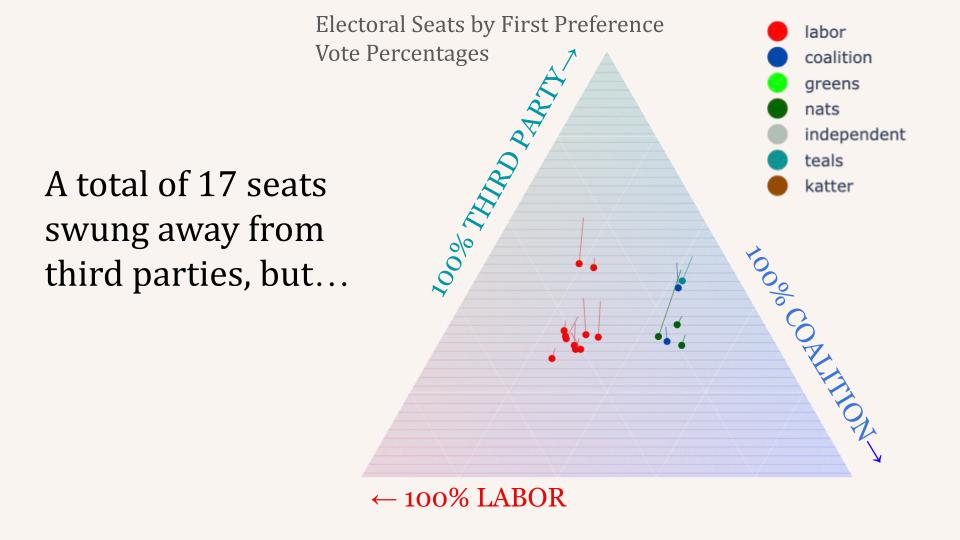 Electoral Seats by First Preference
Vote Percentages
labor
coalition
greens
nats
independent
teals
katter
A total of 17 seats
swung away from
third parties, but…
100% THIRD PARTY→
100% COALITION→
← 100% LABOR